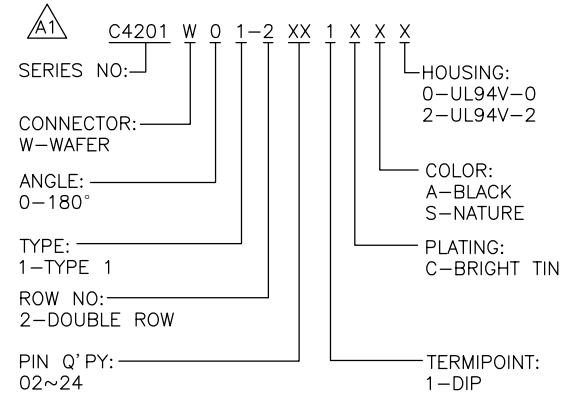 A1
C4201 W 0 1-2 XX 1 X X X
SERIES NO:
HOUSING:
0-UL94V-0
2-UL94V-2
CONNECTOR:
W-WAFER
COLOR:
A-BLACK
S-NATURE
ANGLE:
0-180°
TYPE:
1-TYPE 1
PLATING:
C-BRIGHT TIN
ROW NO:
2-DOUBLE ROW
PIN Q'PY:
02~24
TERMIPOINT:
1-DIP